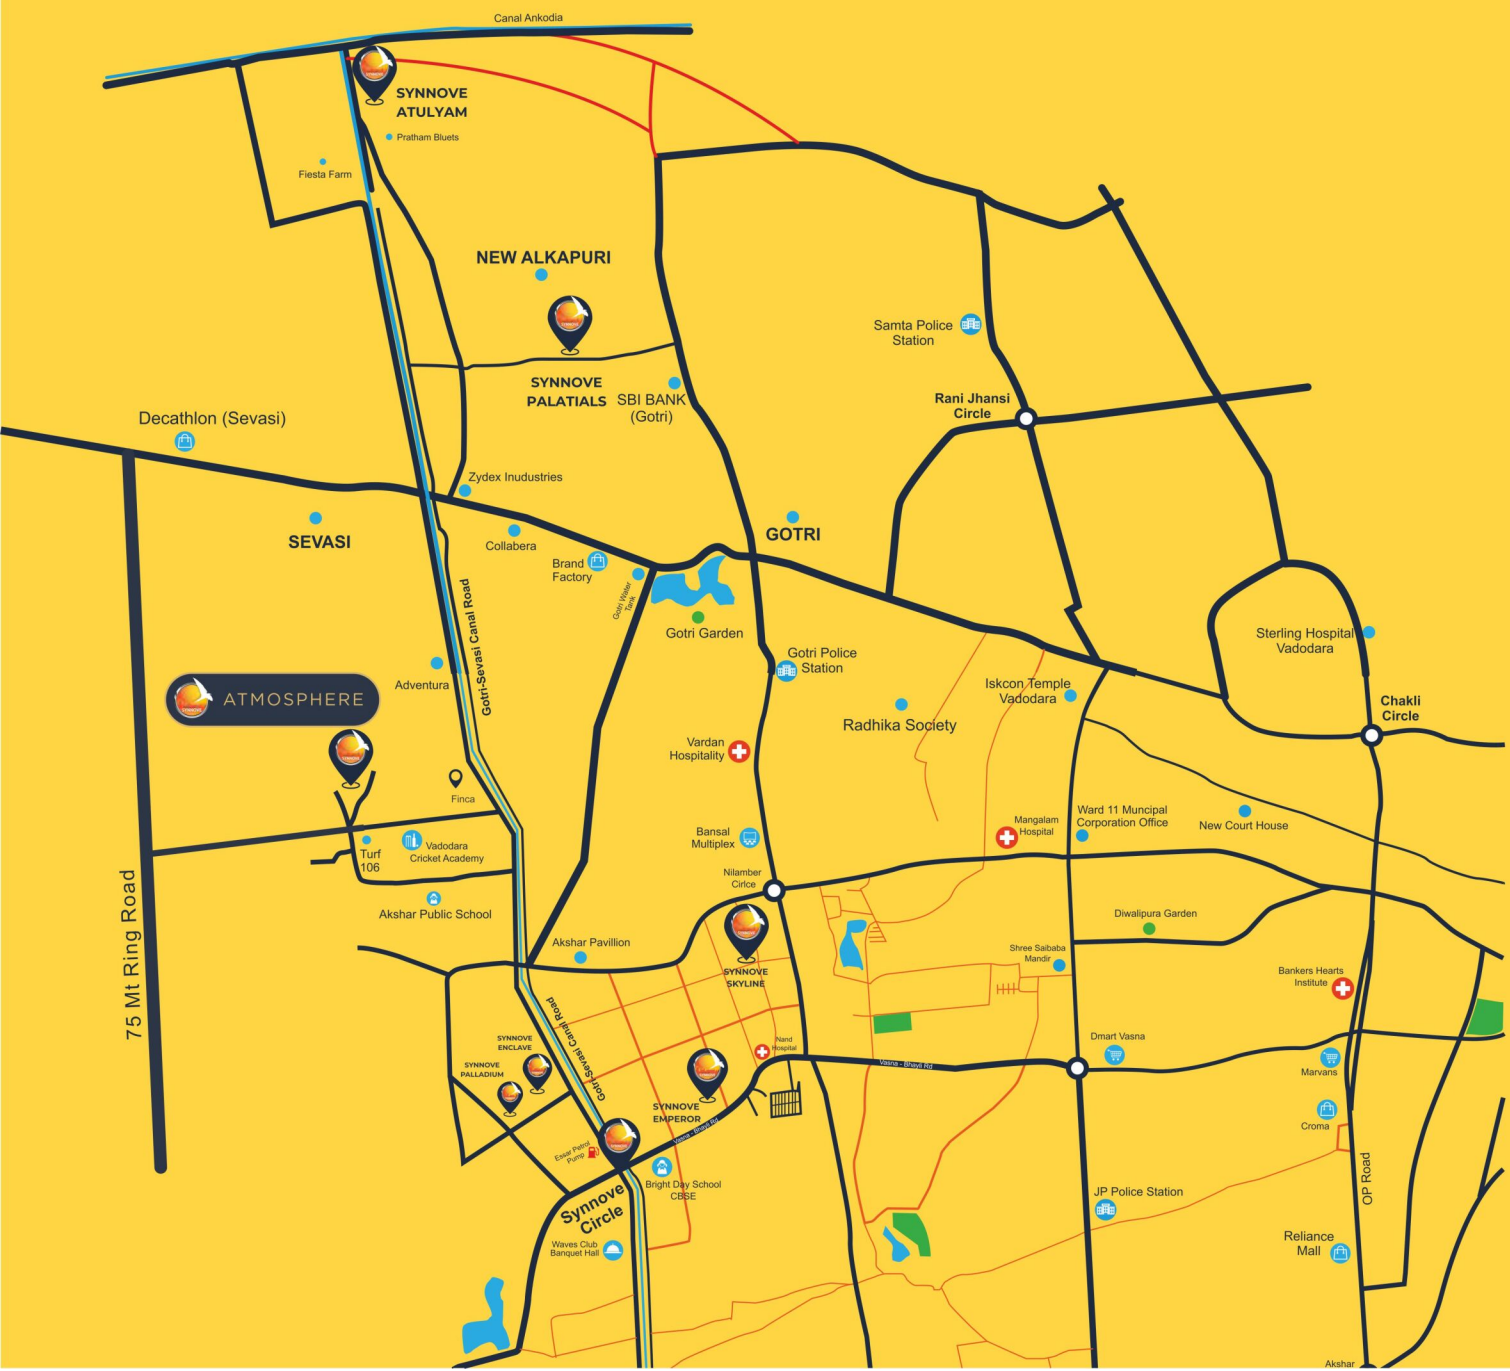 Canal Ankodia
SYNNOVE
ATULYAM
Pratham Bluets
Fiesta Farm
NEW ALKAPURI
Samta Police
Station
SYNNOVE
PALATIALS
SBI BANK
(Gotri)
Rani Jhansi
Circle
Decathlon (Sevasi)
Zydex Inudustries
SEVASI
Collabera
GOTRI
Brand
Factory
Gotri Water
Tank
Gotri Garden
Gotri-Sevasi Canal Road
Sterling Hospital
Vadodara
Gotri Police
Station
Adventura
ATMOSPHERE
Iskcon Temple
Vadodara
Radhika Society
Chakli
Circle
Vardan
Hospitality
Finca
Mangalam
Hospital
Ward 11 Muncipal
Corporation Office
New Court House
Bansal
Multiplex
Turf
106
Vadodara
Cricket Academy
Nilamber
Cirlce
75 Mt Ring Road
Akshar Public School
Diwalipura Garden
Akshar Pavillion
Shree Saibaba
Mandir
SYNNOVE
SKYLINE
Bankers Hearts
Institute
Gotri-Sevasi Canal Road
SYNNOVE
ENCLAVE
Nand
Hospital
Dmart Vasna
SYNNOVE
PALLADIUM
Vasna - Bhayli Rd
Marvans
SYNNOVE
EMPEROR
Vasna - Bhayli Rd
Croma
Essar Petrol
Pump
Bright Day School
CBSE
JP Police Station
OP Road
Synnove
Circle
Waves Club
Banquet Hall
Reliance
Mall
Akshar